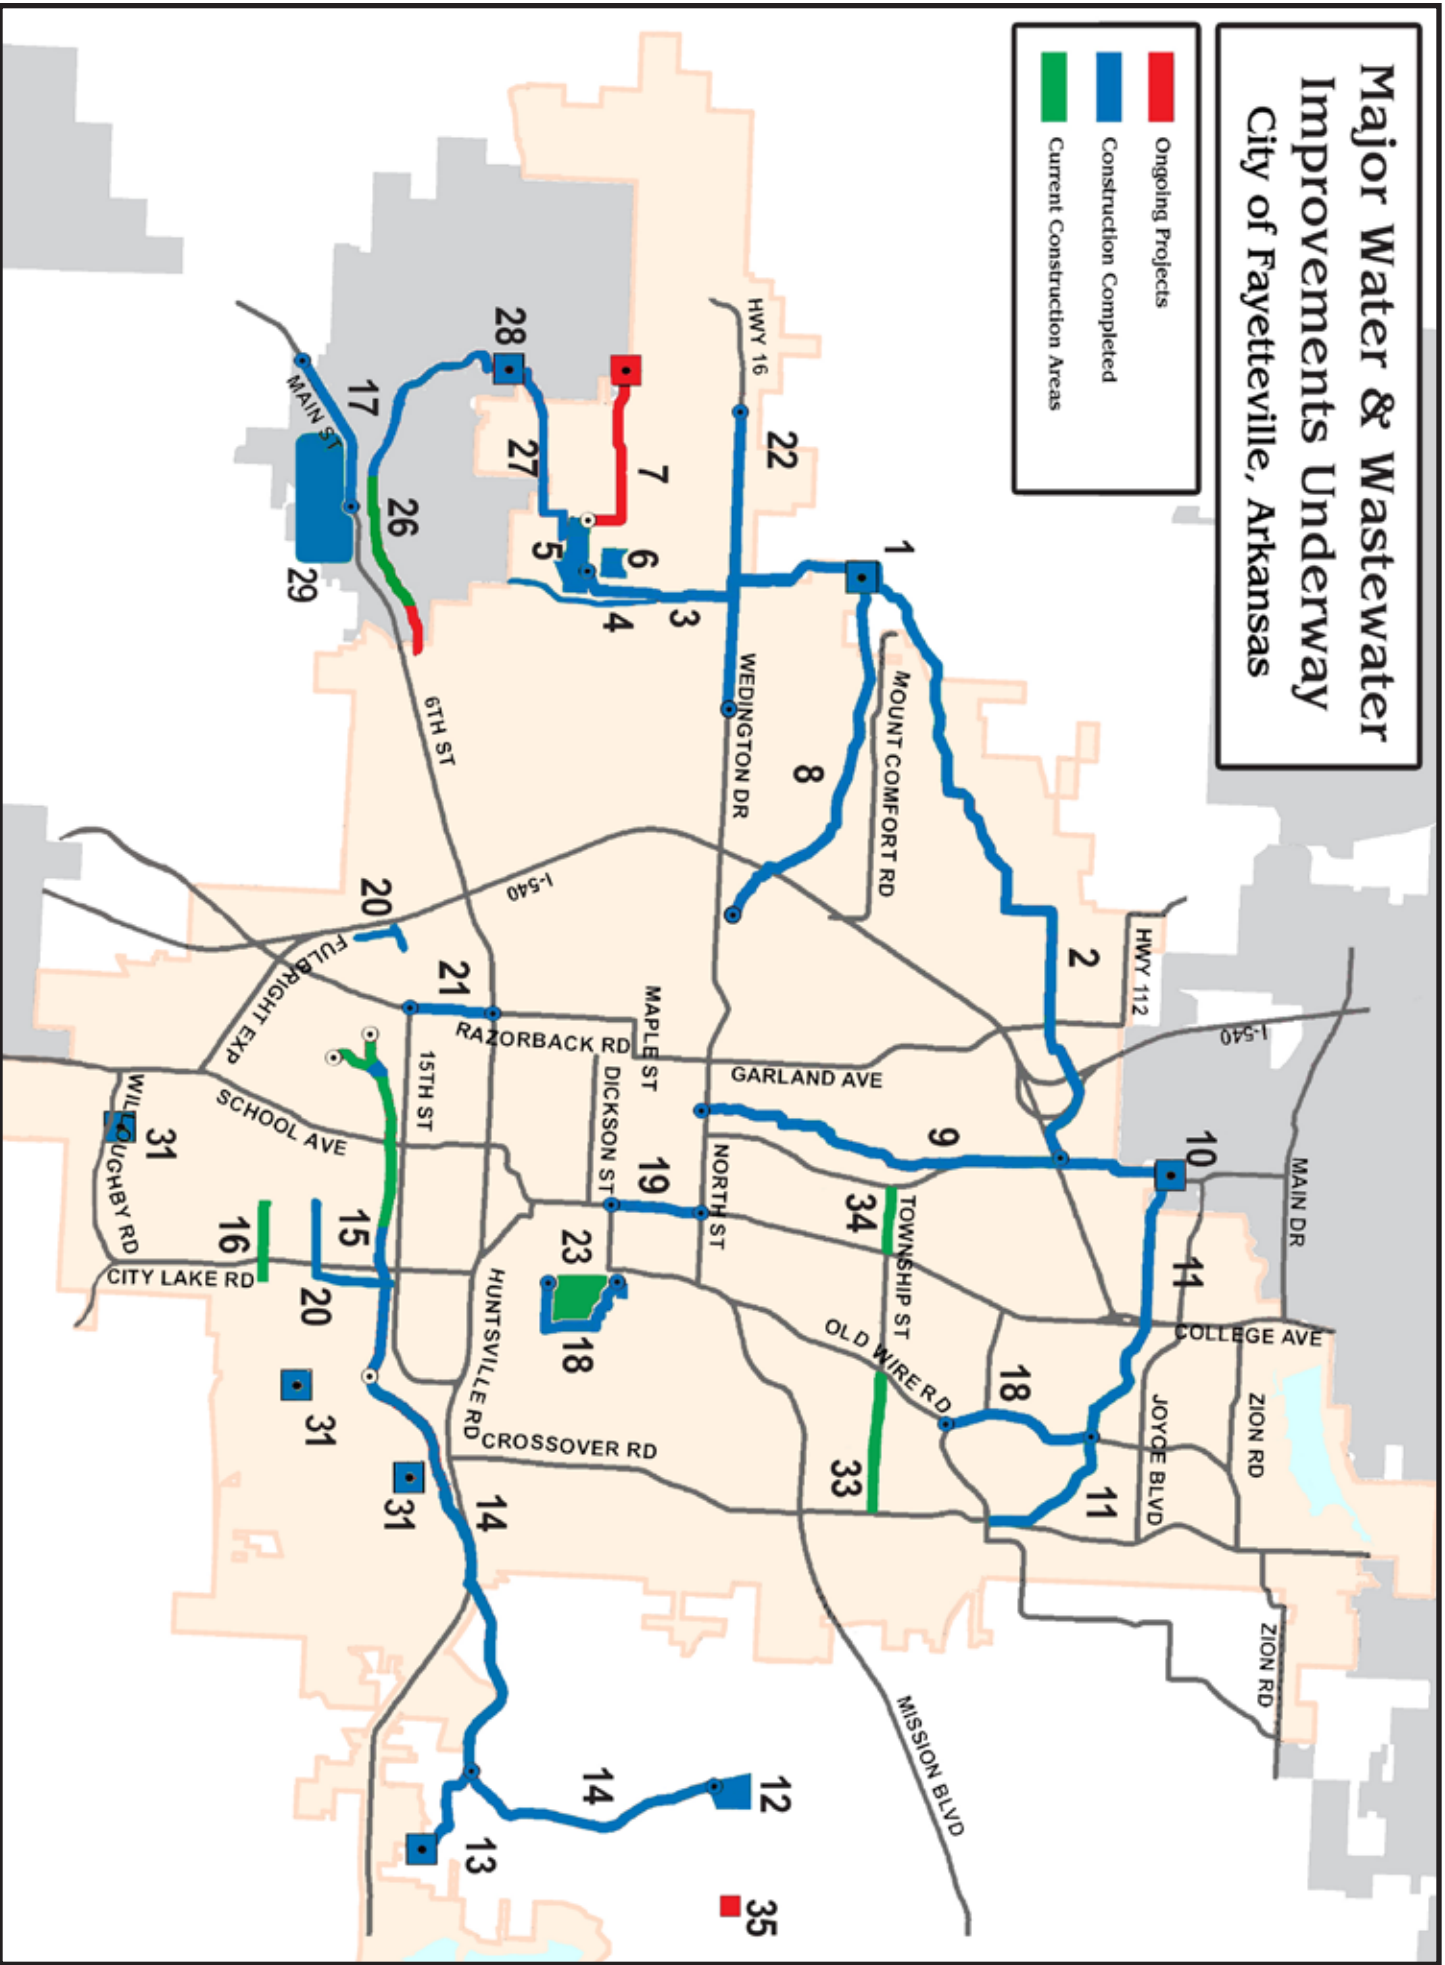 Major Water & Wastewater
Improvements Underway
City of Fayetteville, Arkansas
Ongoing Projects
Construction Completed
Current Construction Areas
MAIN DR
I-540
HWY 112
10
11
COLLEGE AVE
ZION RD
ZION RD
JOYCE BLVD
11
2
1
MOUNT COMFORT RD
8
9
34
TOWNSHIP ST
OLD WIRE RD
18
33
MISSION BLVD
HWY 16
22
WEDINGTON DR
GARLAND AVE
NORTH ST
12
35
7
6
5
3
4
MAPLE ST
RAZORBACK RD
DICKSON ST
19
23
18
CROSSOVER RD
14
28
27
I-540
HUNTSVILLE RD
14
13
17
26
6TH ST
21
15TH ST
20
15
31
MAIN ST
29
FULBRIGHT EXP
SCHOOL AVE
20
31
16
CITY LAKE RD
31
WILLOUGHBY RD